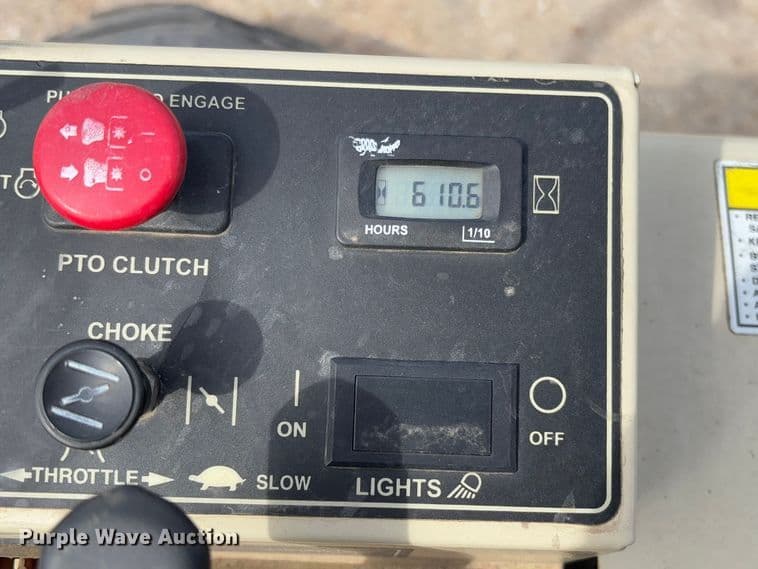 ENGAGE
610.6
HOURS
1/10
T
PTO CLUTCH
CHOKE
ON
OFF
THROTTLE
SLOW
LIGHTS
Purple Wave Auction